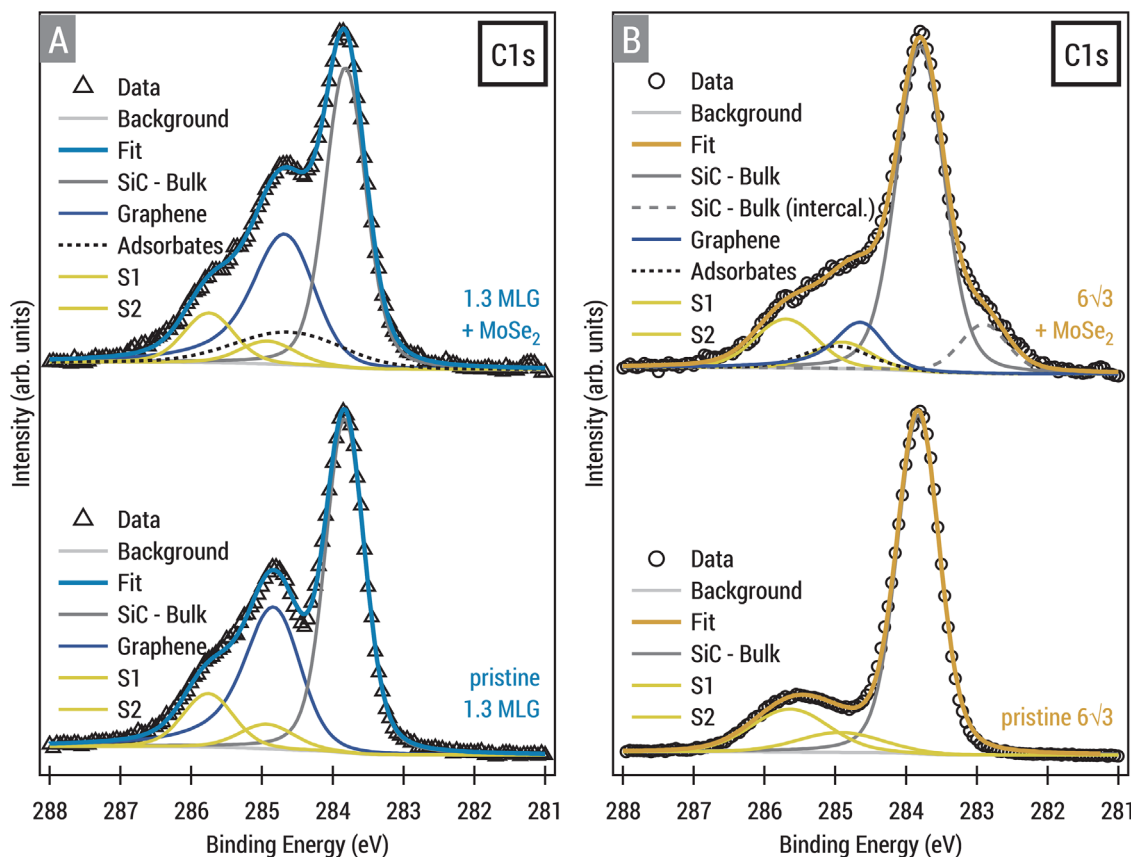 A
C1s
Data
Background
Fit
SiC - Bulk
Graphene
Adsorbates
S1
S2
1.3 MLG
+ MoSe₂
Data
Background
Fit
SiC - Bulk
Graphene
S1
S2
pristine
1.3 MLG
Intensity (arb. units)
288 287 286 285 284 283 282 281
Binding Energy (eV)
B
C1s
Data
Background
Fit
SiC - Bulk
SiC - Bulk (intercal.)
Graphene
Adsorbates
S1
S2
6√3
+ MoSe₂
Data
Background
Fit
SiC - Bulk
S1
S2
pristine 6√3
Intensity (arb. units)
288 287 286 285 284 283 282 281
Binding Energy (eV)